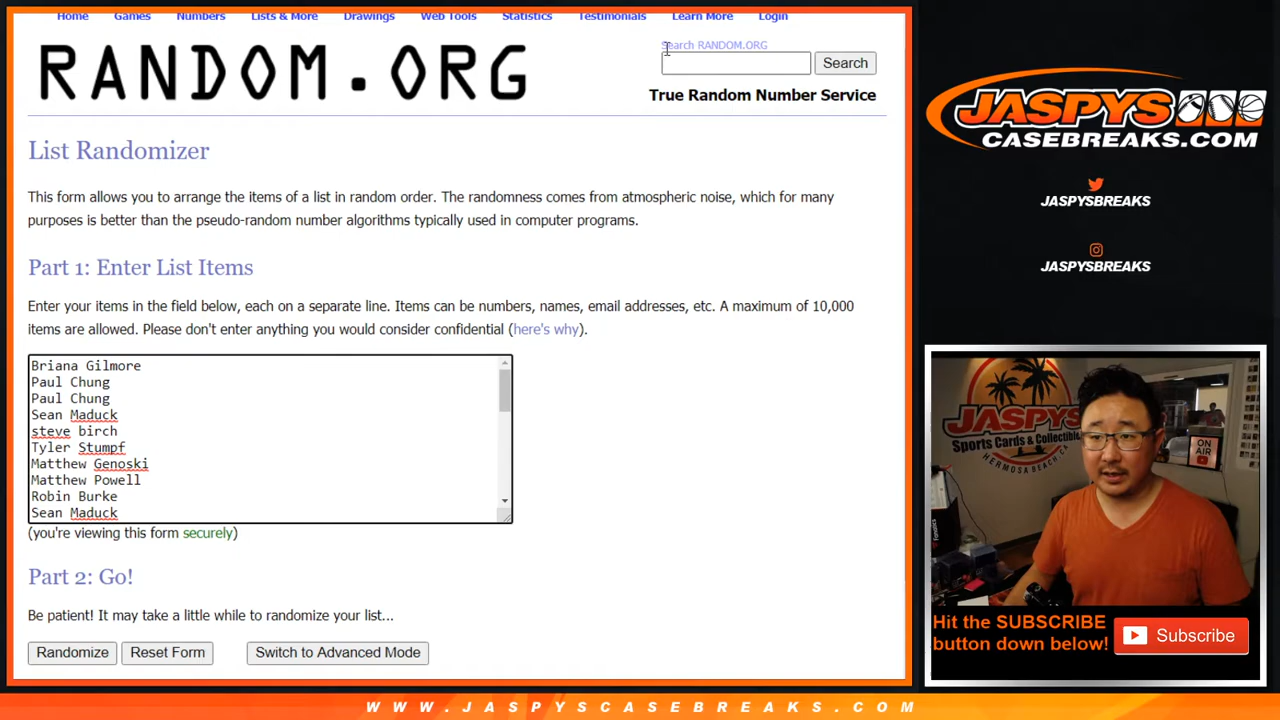 Home Games Numbers Lists & More Drawings Web Tools Statistics Testimonials Learn More Login
RANDOM.ORG
Search RANDOM.ORG
Search
True Random Number Service
List Randomizer
This form allows you to arrange the items of a list in random order. The randomness comes from atmospheric noise, which for many
purposes is better than the pseudo-random number algorithms typically used in computer programs.
Part 1: Enter List Items
Enter your items in the field below, each on a separate line. Items can be numbers, names, email addresses, etc. A maximum of 10,000
items are allowed. Please don't enter anything you would consider confidential (here's why).
Briana Gilmore
Paul Chung
Paul Chung
Sean Maduck
steve birch
Tyler Stumpf
Matthew Genoski
Matthew Powell
Robin Burke
Sean Maduck
(you're viewing this form securely)
Part 2: Go!
Be patient! It may take a little while to randomize your list...
Randomize Reset Form Switch to Advanced Mode
JASPYS
CASEBREAKS.COM
JASPYSBREAKS
JASPYSBREAKS
JASPYS
Sports Cards & Collectibles
HERMOSA BEACH, CA
ON AIR
Hit the SUBSCRIBE
button down below!
Subscribe
WWW.JASPYSCASEBREAKS.COM